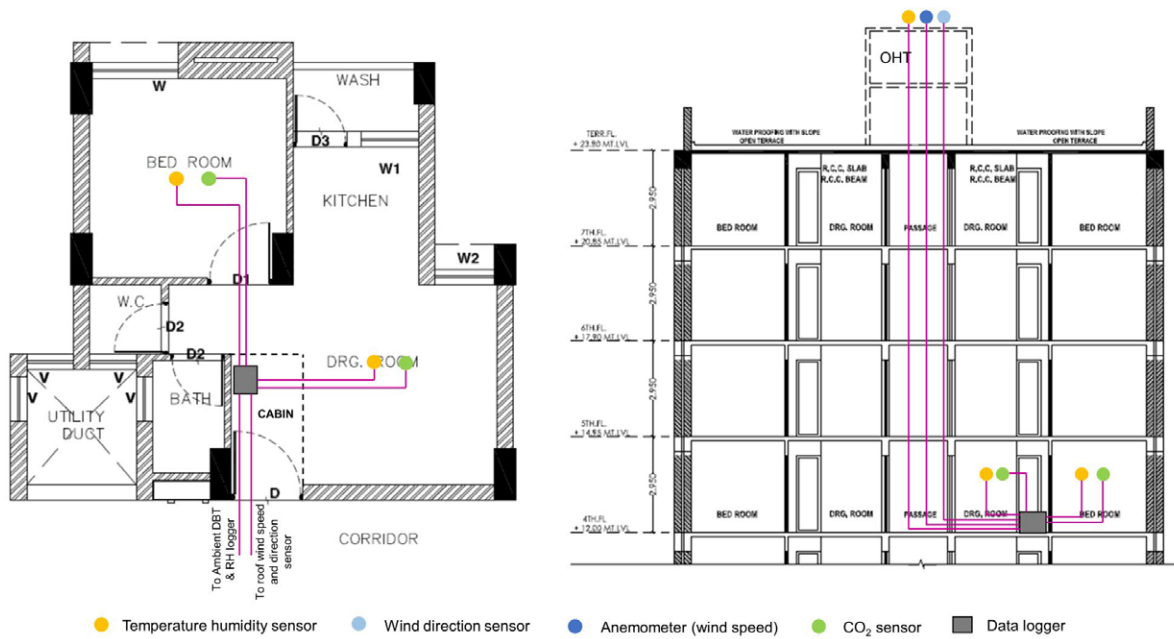 W
WASH
D3
BED ROOM
W1
KITCHEN
W2
D1
W.C.
D2
D2
DRG. ROOM
V
V
V
V
UTILITY
DUCT
BATH
CABIN
D
CORRIDOR
To Ambient DBT
& RH logger
To roof wind speed
and direction
sensor
OHT
TERR.FL.
+ 23.80 MT.LVL
WATER PROOFING WITH SLOPE
OPEN TERRACE
WATER PROOFING WITH SLOPE
OPEN TERRACE
R.C.C. SLAB
R.C.C. BEAM
R.C.C. SLAB
R.C.C. BEAM
2.950
BED ROOM
DRG. ROOM
PASSAGE
DRG. ROOM
BED ROOM
7TH.FL.
+ 20.85 MT.LVL
2.950
6TH.FL.
+ 17.90 MT.LVL
2.950
5TH.FL.
+ 14.95 MT.LVL
2.950
BED ROOM
DRG. ROOM
PASSAGE
DRG. ROOM
BED ROOM
4TH.FL
+ 12.00 MT.LVL
Temperature humidity sensor
Wind direction sensor
Anemometer (wind speed)
CO₂ sensor
Data logger